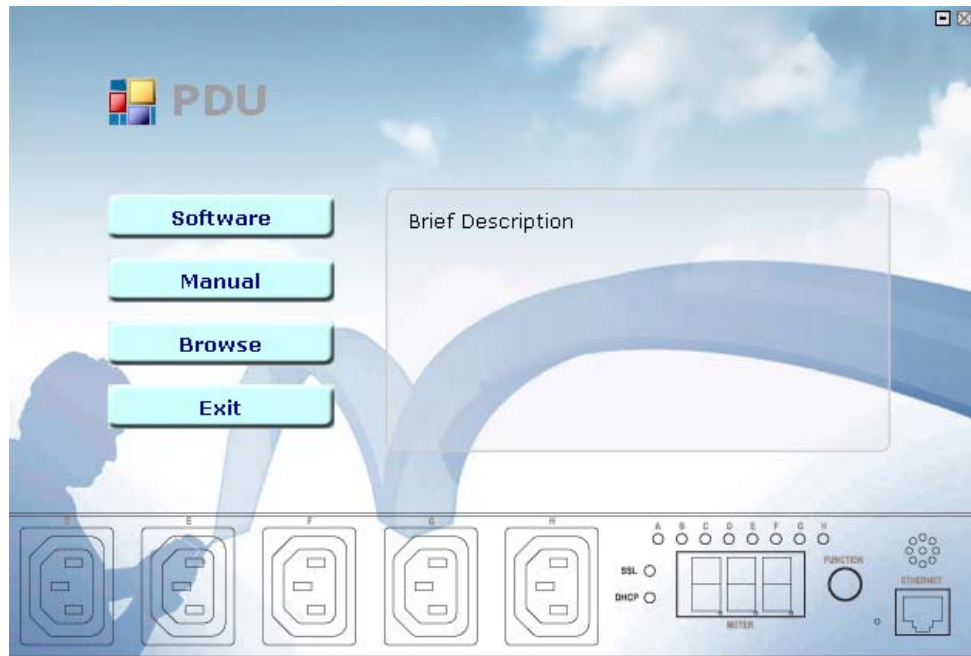 PDU
Software
Brief Description
Manual
Browse
Exit
D E F G H
A B C D E F G H
SSL
DHCP
FUNCTION
METER
ETHERNET